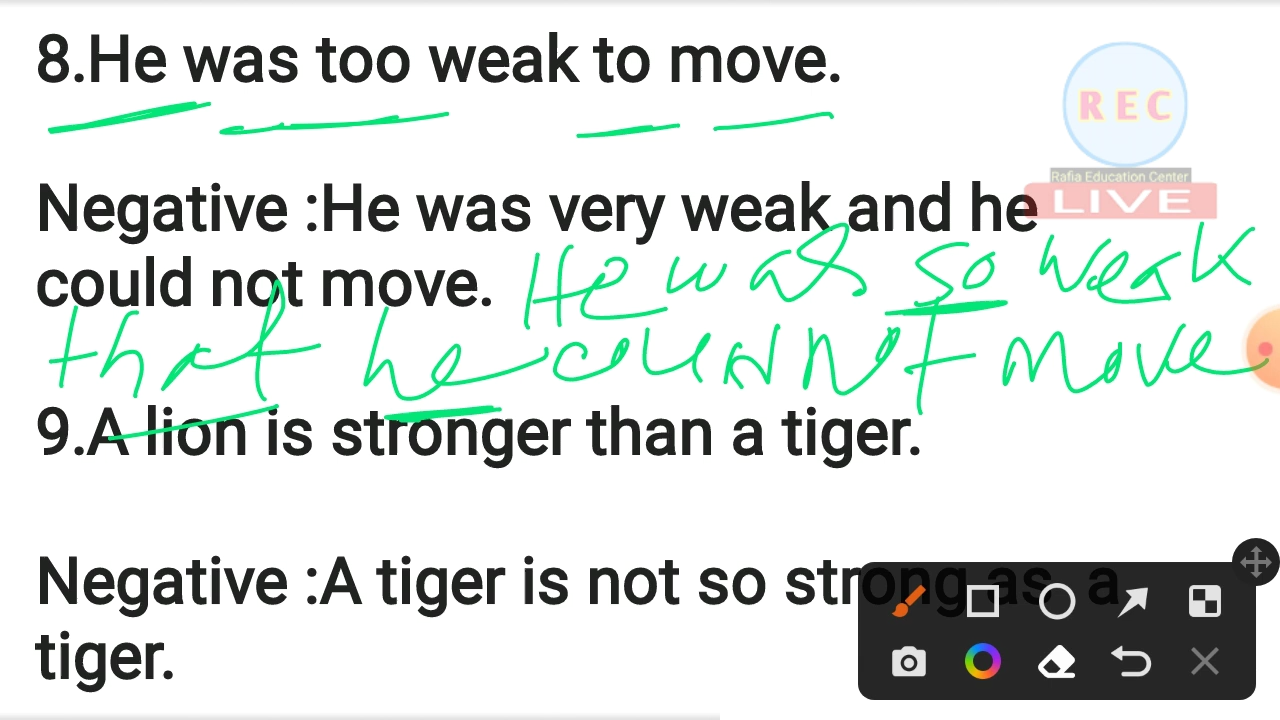 8.He was too weak to move.
REC
Rafia Education Center
LIVE
Negative :He was very weak and he
could not move. He was so weak
that he could not move
9.A lion is stronger than a tiger.
Negative :A tiger is not so strong as a
tiger.